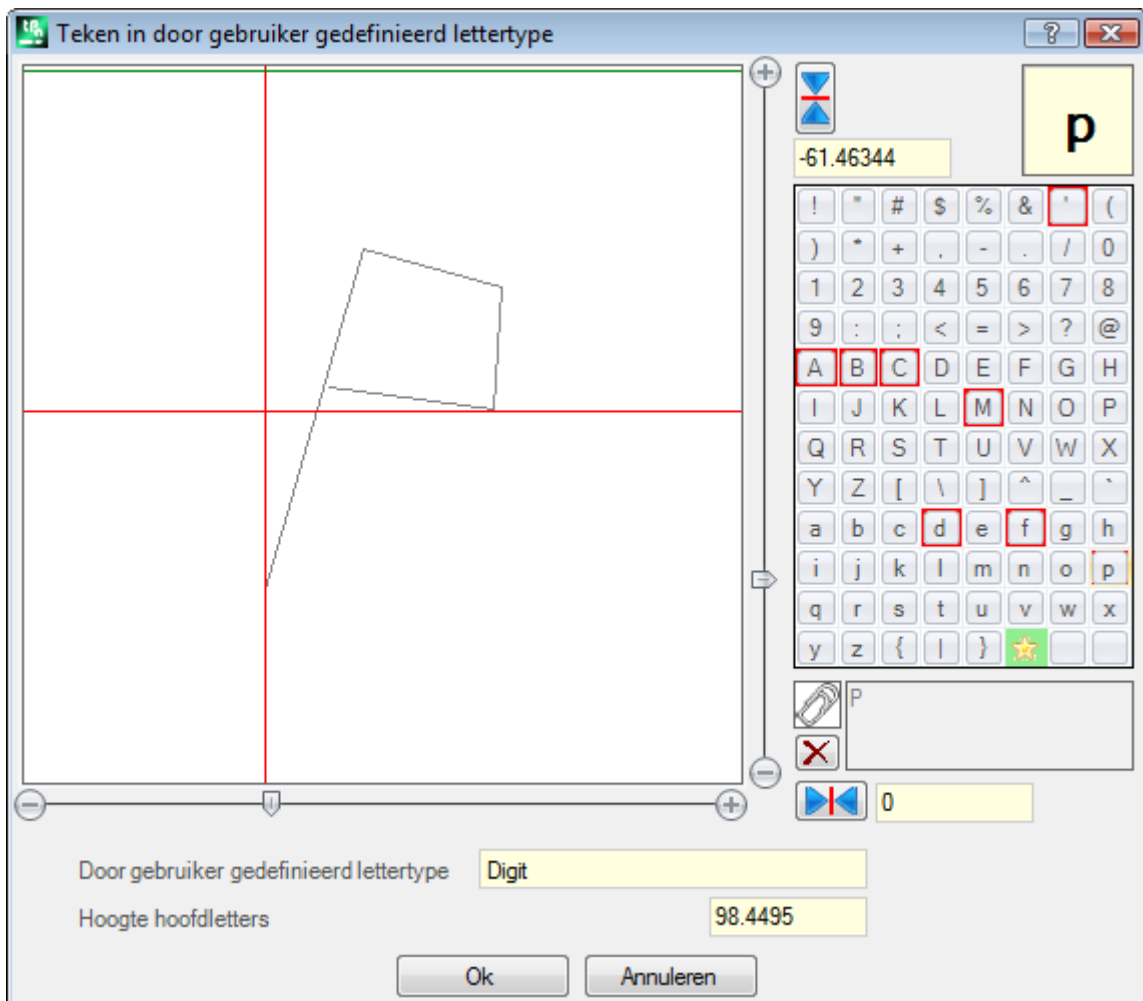 Teken in door gebruiker gedefinieerd lettertype
p
-61.46344
! " # $ % & ' (
) * + , - . / 0
1 2 3 4 5 6 7 8
9 : ; < = > ? @
A B C D E F G H
I J K L M N O P
Q R S T U V W X
Y Z [ \ ] ^ _ `
a b c d e f g h
i j k l m n o p
q r s t u v w x
y z { | }
P
0
Door gebruiker gedefinieerd lettertype Digit
Hoogte hoofdletters 98.4495
Ok Annuleren